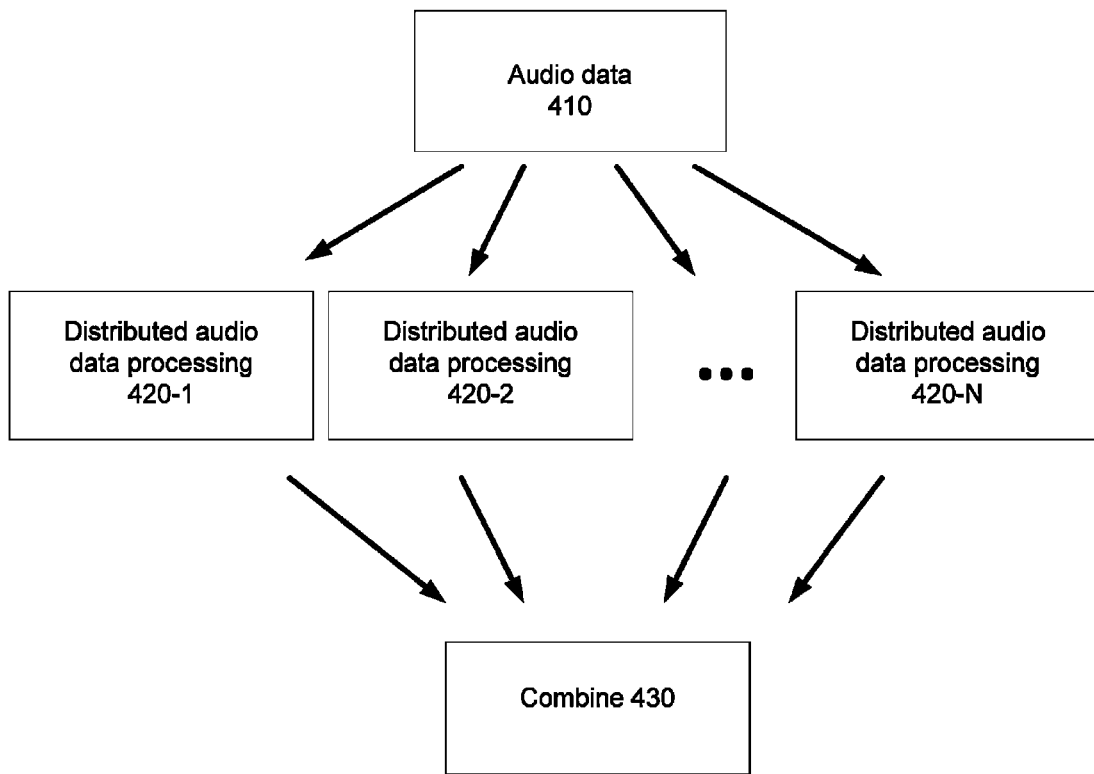 Audio data
410
Distributed audio
data processing
420-1
Distributed audio
data processing
420-2
...
Distributed audio
data processing
420-N
Combine 430